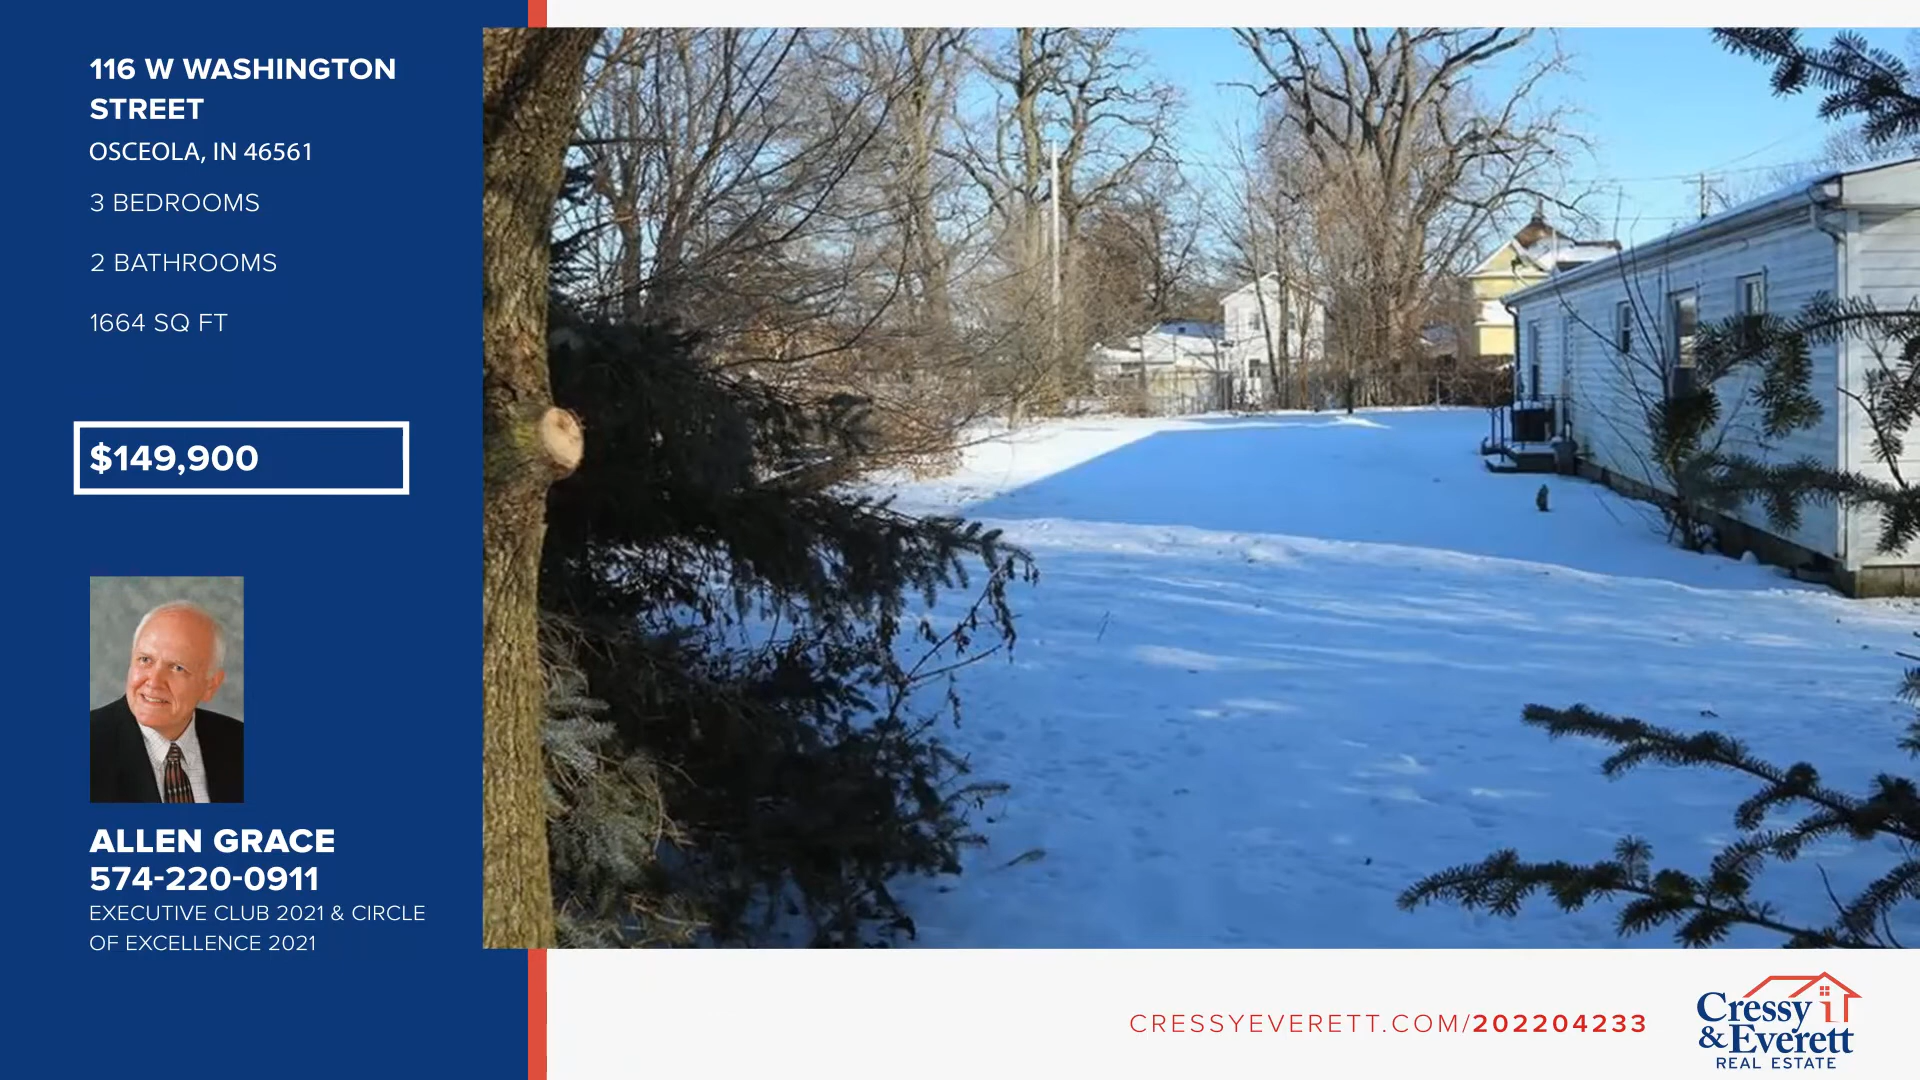 116 W WASHINGTON
STREET
OSCEOLA, IN 46561
3 BEDROOMS
2 BATHROOMS
1664 SQ FT
$149,900
ALLEN GRACE
574-220-0911
EXECUTIVE CLUB 2021 & CIRCLE
OF EXCELLENCE 2021
CRESSYEVERETT.COM/202204233
Cressy
& Everett
REAL ESTATE